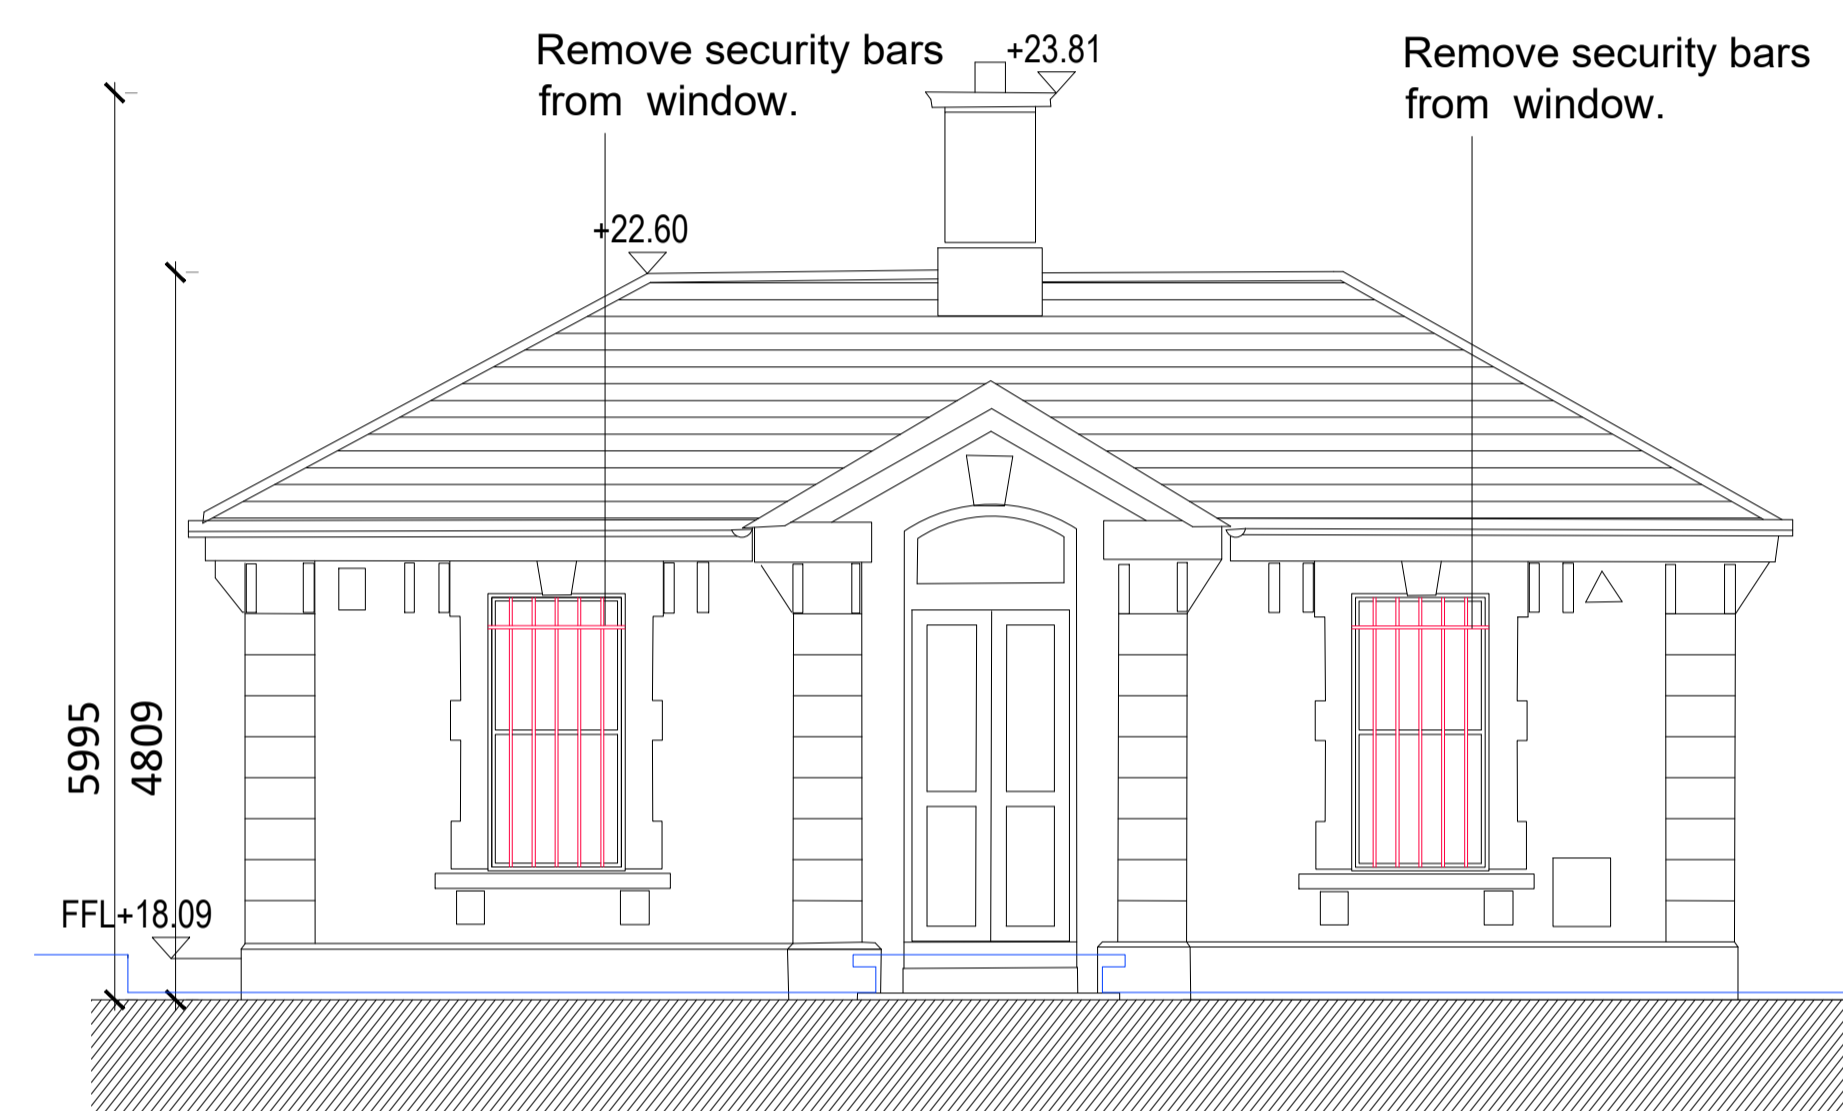 Remove security bars
from window.
+23.81
Remove security bars
from window.
+22.60
5995
4809
FFL+18.09